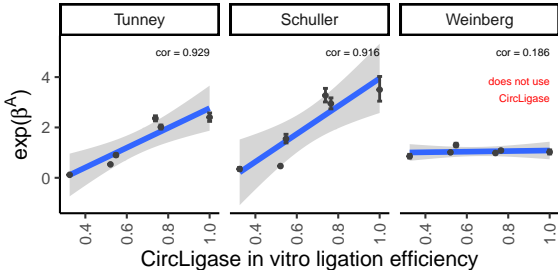 Tunney
Schuller
Weinberg
cor = 0.929
cor = 0.916
cor = 0.186
does not use
CircLigase
exp(β^A)
4
2
0
0.4
0.6
0.8
1.0
0.4
0.6
0.8
1.0
0.4
0.6
0.8
1.0
CircLigase in vitro ligation efficiency